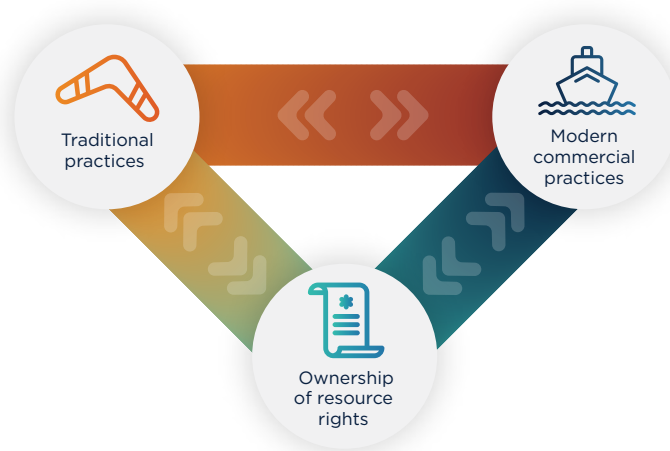 Traditional
practices
Modern
commercial
practices
Ownership
of resource
rights